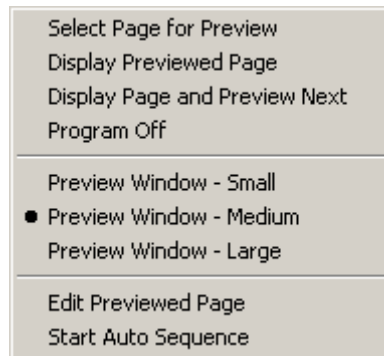 Select Page for Preview
Display Previewed Page
Display Page and Preview Next
Program Off
Preview Window - Small
Preview Window - Medium
Preview Window - Large
Edit Previewed Page
Start Auto Sequence